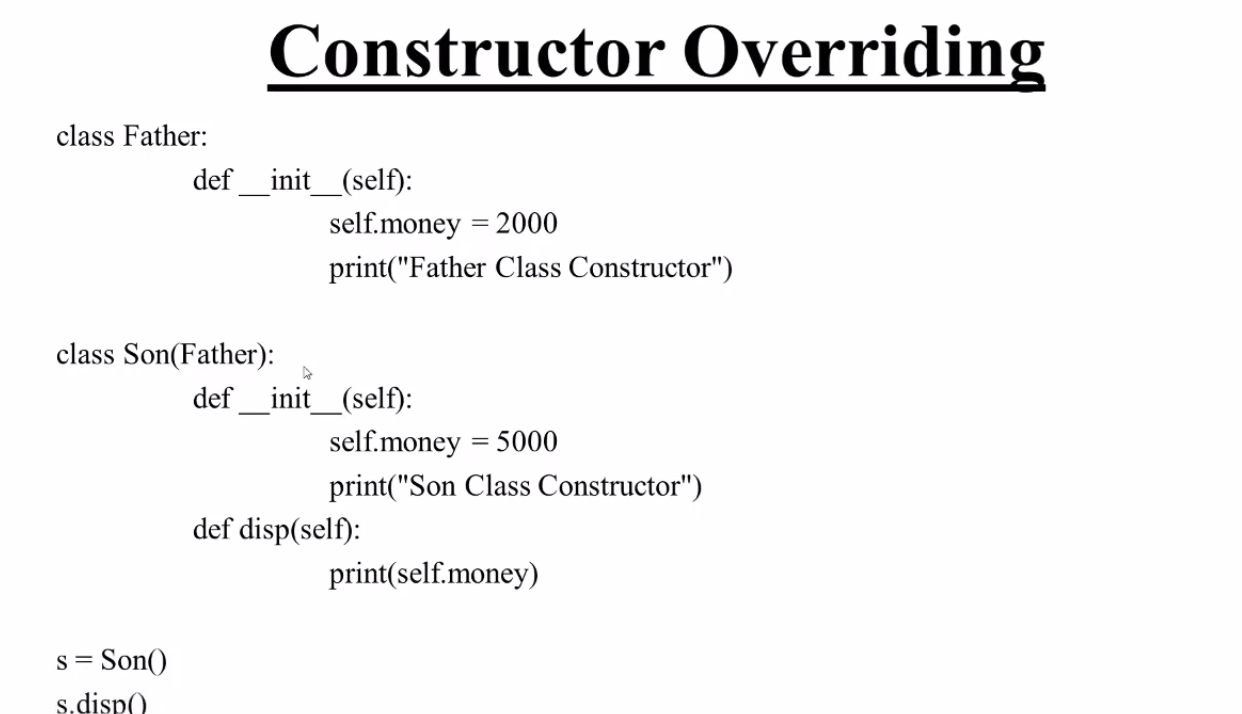 Constructor Overriding
class Father:
def __init__(self):
self.money = 2000
print("Father Class Constructor")
class Son(Father):
def __init__(self):
self.money = 5000
print("Son Class Constructor")
def disp(self):
print(self.money)
s = Son()
s.disp()